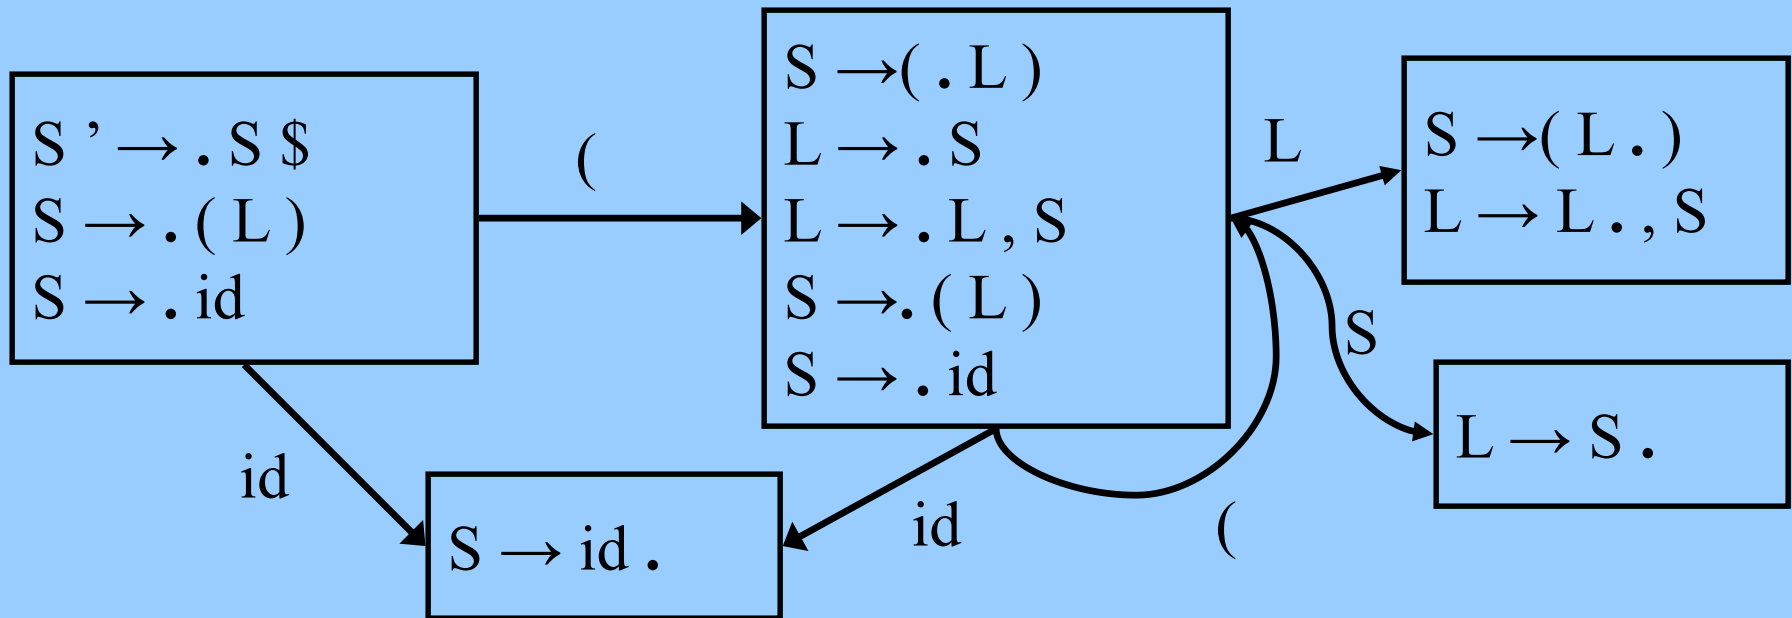 S ’ → . S $
S → . ( L )
S → . id
(
S → ( . L )
L → . S
L → . L , S
S → . ( L )
S → . id
L
S → ( L . )
L → L . , S
S
L → S .
id
S → id .
id
(